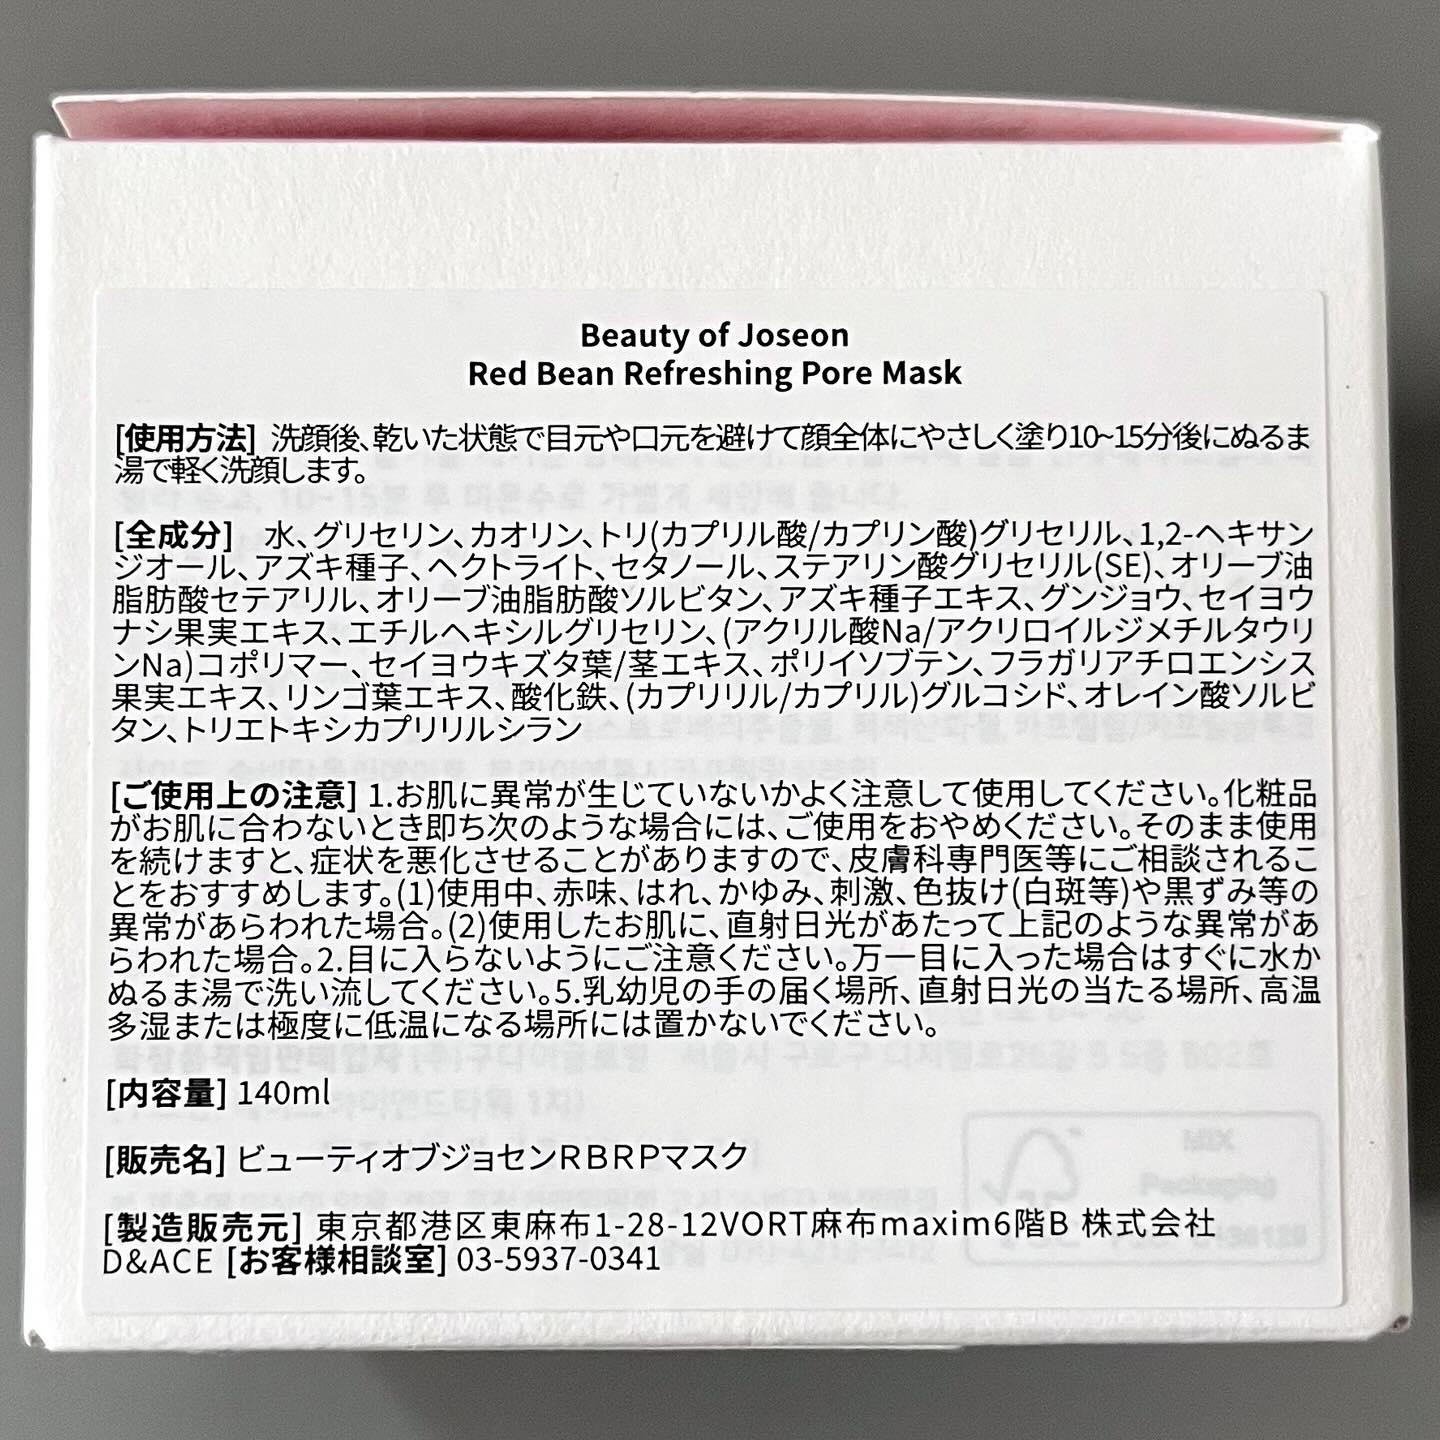 Beauty of Joseon
Red Bean Refreshing Pore Mask
[使用方法] 洗顔後、乾いた状態で目元や口元を避けて顔全体にやさしく塗り10~15分後にぬるま
湯で軽く洗顔します。
[全成分] 水、グリセリン、カオリン、トリ(カプリル酸/カプリン酸)グリセリル、1,2-ヘキサン
ジオール、アズキ種子、ヘクトライト、セタノール、ステアリン酸グリセリル(SE)、オリーブ油
脂肪酸セテアリル、オリーブ油脂肪酸ソルビタン、アズキ種子エキス、グンジョウ、セイヨウ
ナシ果実エキス、エチルヘキシルグリセリン、(アクリル酸Na/アクリロイルジメチルタウリ
ンNa)コポリマー、セイヨウキズタ葉/茎エキス、ポリイソブテン、フラガリアチロエンシス
果実エキス、リンゴ葉エキス、酸化鉄、(カプリリル/カプリル)グルコシド、オレイン酸ソルビ
タン、トリエトキシカプリリルシラン
[ご使用上の注意] 1.お肌に異常が生じていないかよく注意して使用してください。化粧品
がお肌に合わないとき即ち次のような場合には、ご使用をおやめください。そのまま使用
を続けますと、症状を悪化させることがありますので、皮膚科専門医等にご相談されるこ
とをおすすめします。(1)使用中、赤味、はれ、かゆみ、刺激、色抜け(白斑等)や黒ずみ等の
異常があらわれた場合。(2)使用したお肌に、直射日光があたって上記のような異常があ
らわれた場合。2.目に入らないようにご注意ください。万一目に入った場合はすぐに水か
ぬるま湯で洗い流してください。5.乳幼児の手の届く場所、直射日光の当たる場所、高温
多湿または極度に低温になる場所には置かないでください。
[内容量] 140ml
[販売名] ビューティオブジョセンＲＢＲＰマスク
[製造販売元] 東京都港区東麻布1-28-12VORT麻布maxim6階B 株式会社
D&ACE [お客様相談室] 03-5937-0341